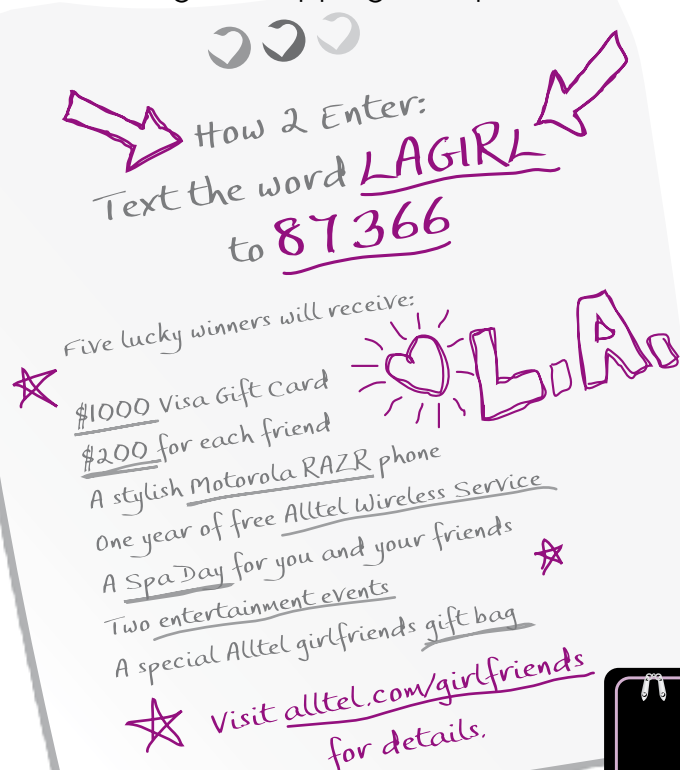 How 2 Enter:
Text the word LAGIRL
to 87366
Five lucky winners will receive:
L.A.
$1000 Visa Gift Card
$200 for each friend
A stylish Motorola RAZR phone
One year of free Alltel Wireless Service
A Spa Day for you and your friends
Two entertainment events
A special Alltel girlfriends gift bag
Visit alltel.com/girlfriends
for details.